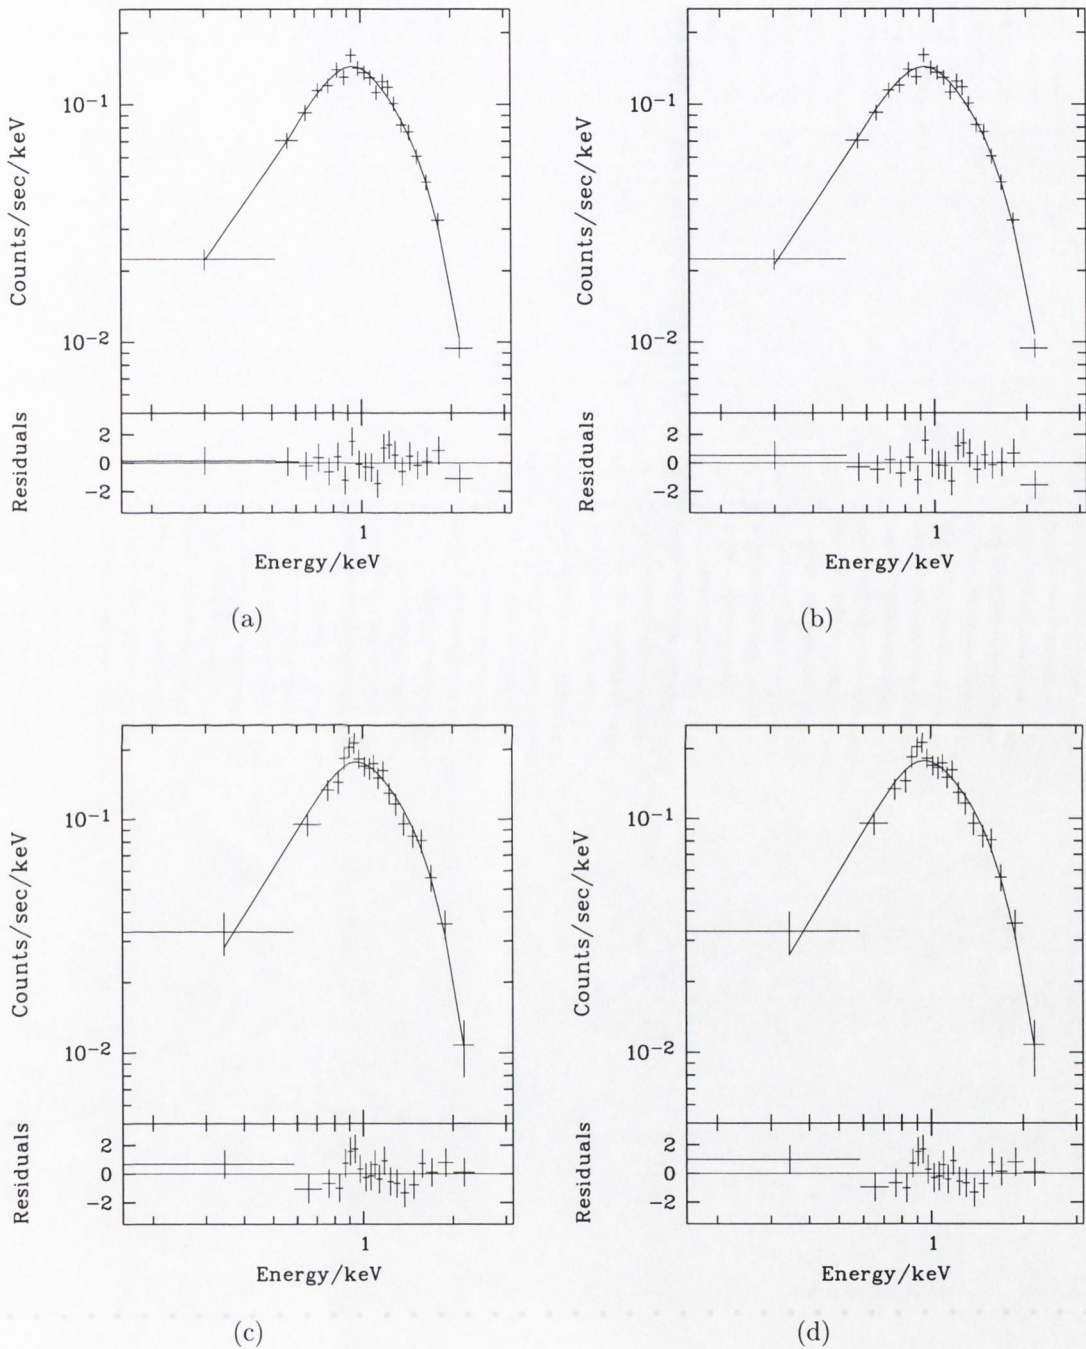 Counts/sec/keV
10⁻¹
10⁻²
Residuals
2
0
−2
1
Energy/keV
(a)
Counts/sec/keV
10⁻¹
10⁻²
Residuals
2
0
−2
1
Energy/keV
(b)
Counts/sec/keV
10⁻¹
10⁻²
Residuals
2
0
−2
1
Energy/keV
(c)
Counts/sec/keV
10⁻¹
10⁻²
Residuals
2
0
−2
1
Energy/keV
(d)